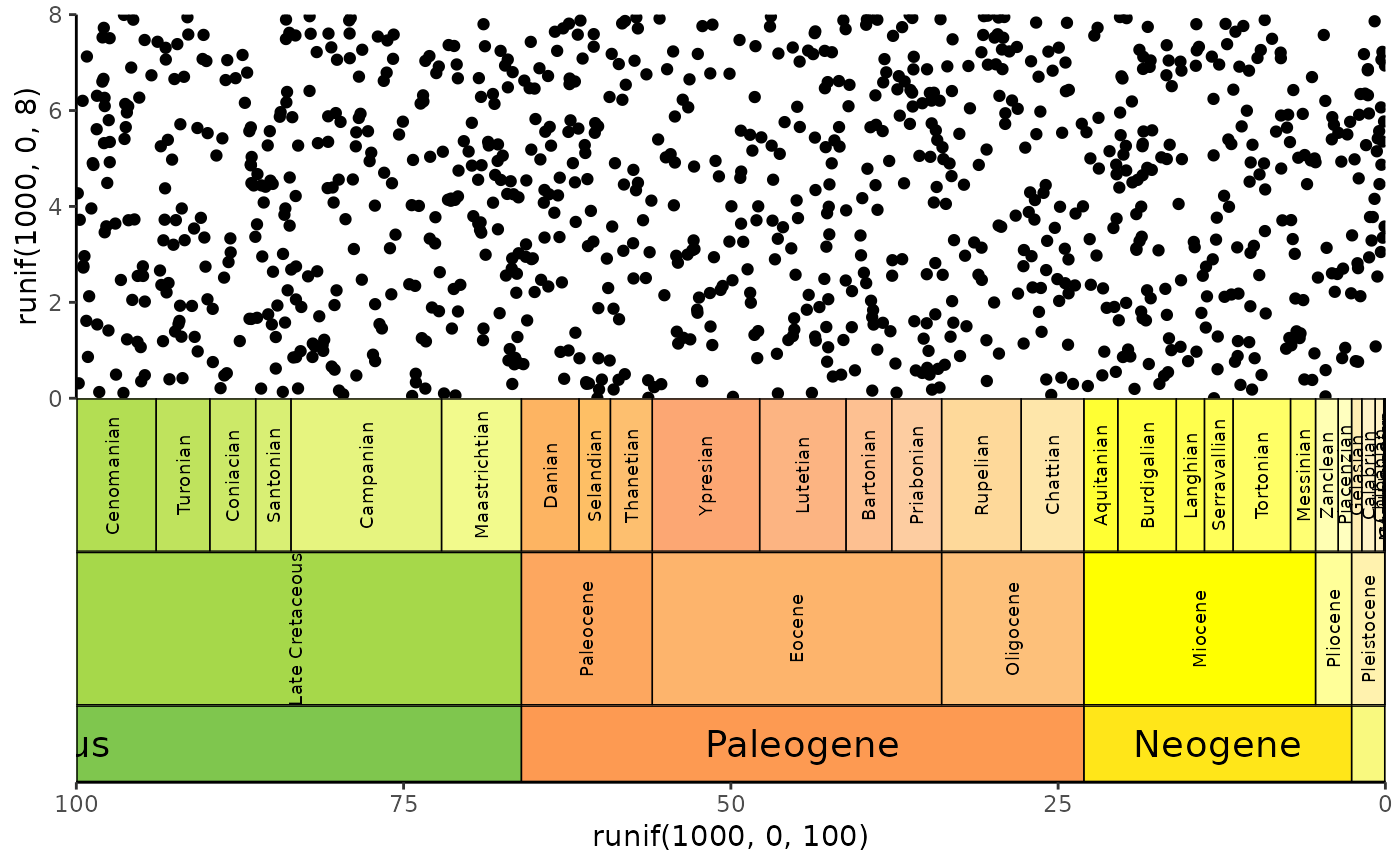 8
6
4
2
0
runif(1000, 0, 8)
Cenomanian
Turonian
Coniacian
Santonian
Campanian
Maastrichtian
Danian
Selandian
Thanetian
Ypresian
Lutetian
Bartonian
Priabonian
Rupelian
Chattian
Aquitanian
Burdigalian
Langhian
Serravallian
Tortonian
Messinian
Zanclean
Piacenzian
Gelasian
Calabrian
Late Cretaceous
Paleocene
Eocene
Oligocene
Miocene
Pliocene
Pleistocene
us
Paleogene
Neogene
100
75
50
25
0
runif(1000, 0, 100)